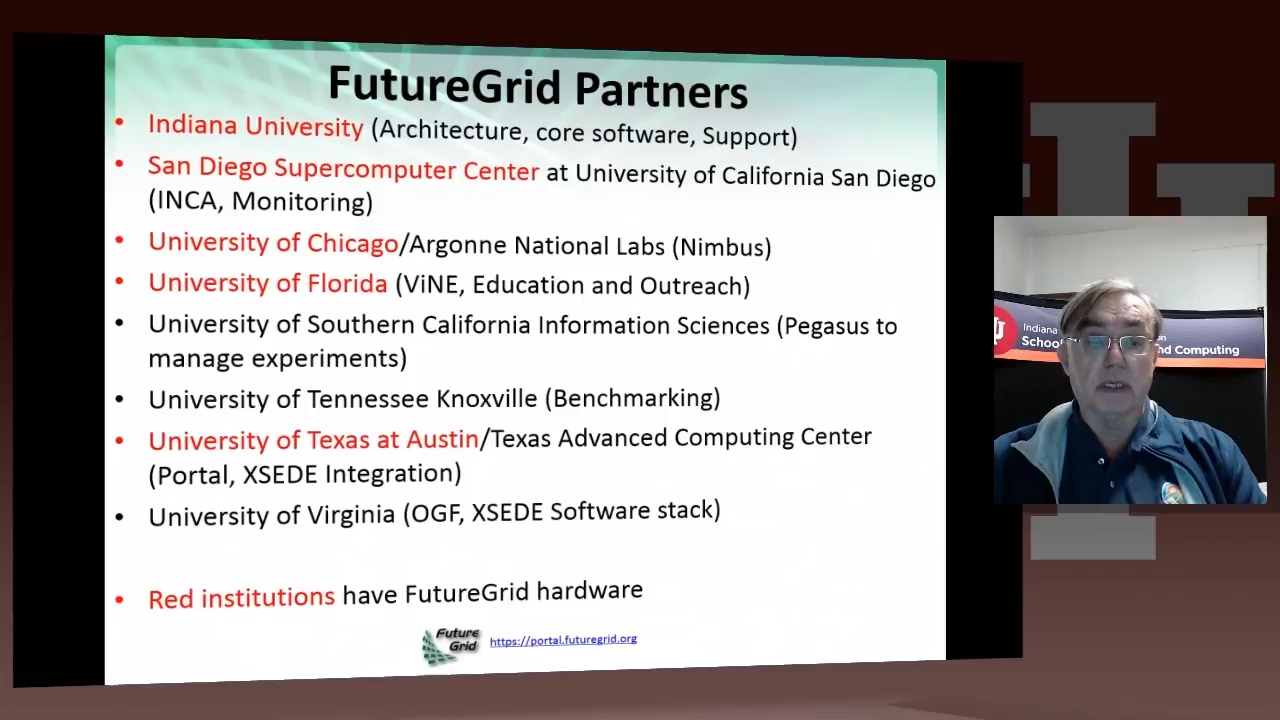 FutureGrid Partners
• Indiana University (Architecture, core software, Support)
• San Diego Supercomputer Center at University of California San Diego
(INCA, Monitoring)
• University of Chicago/Argonne National Labs (Nimbus)
• University of Florida (ViNE, Education and Outreach)
• University of Southern California Information Sciences (Pegasus to
manage experiments)
• University of Tennessee Knoxville (Benchmarking)
• University of Texas at Austin/Texas Advanced Computing Center
(Portal, XSEDE Integration)
• University of Virginia (OGF, XSEDE Software stack)
• Red institutions have FutureGrid hardware
Future
Grid
https://portal.futuregrid.org
Indiana
and Computing